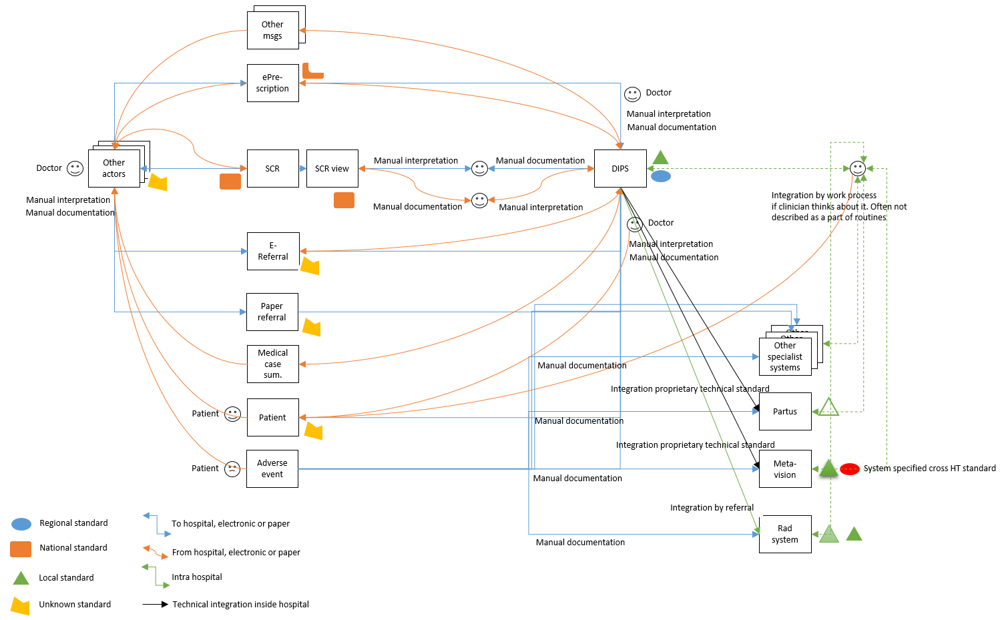 Other
msgs
ePre-
scription
Doctor
Manual interpretation
Manual documentation
Doctor
Other
actors
SCR
SCR view
Manual interpretation
Manual documentation
DIPS
Manual interpretation
Manual documentation
Manual documentation
Manual interpretation
Integration by work process
if clinician thinks about it. Often not
described as a part of routines
Doctor
Manual interpretation
Manual documentation
E-
Referral
Paper
referral
Medical
case
sum.
Other
Other
Other
specialist
systems
Manual documentation
Integration proprietary technical standard
Patient
Patient
Partus
Manual documentation
Integration proprietary technical standard
Patient
Adverse
event
Meta-
vision
System specified cross HT standard
Manual documentation
Integration by referral
Rad
system
Manual documentation
Regional standard
To hospital, electronic or paper
National standard
From hospital, electronic or paper
Local standard
Intra hospital
Unknown standard
Technical integration inside hospital